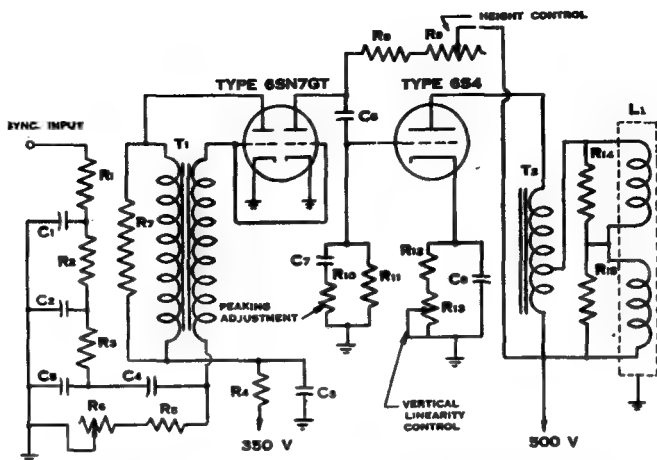 HEIGHT CONTROL
R8
R9
TYPE 6SN7GT
TYPE 6S4
SYNC. INPUT
T1
C6
L1
R1
R14
T2
C1
R7
R2
C7
R12
C8
R10
R11
R15
C2
R13
PEAKING
ADJUSTMENT
R3
C5
C4
R4
C3
VERTICAL
LINEARITY
CONTROL
R6
R5
350 V
500 V